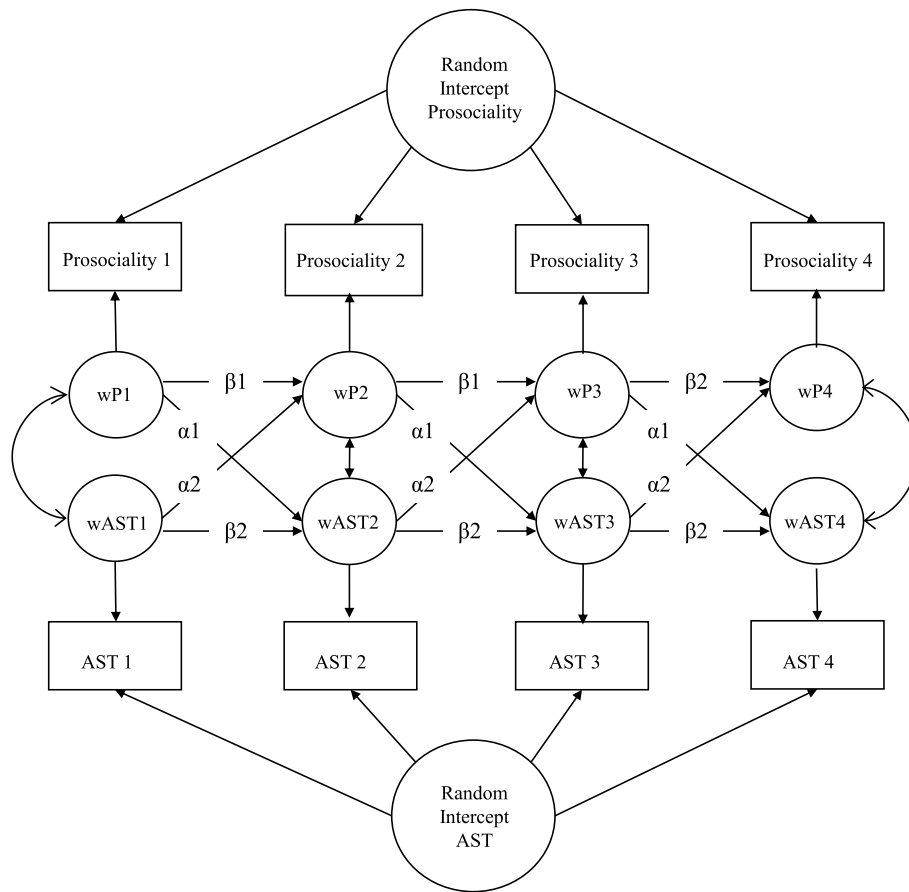 Random
Intercept
Prosociality
Prosociality 1
Prosociality 2
Prosociality 3
Prosociality 4
wP1
β1
wP2
β1
wP3
β2
wP4
α1
α1
α1
α2
α2
α2
wAST1
β2
wAST2
β2
wAST3
β2
wAST4
AST 1
AST 2
AST 3
AST 4
Random
Intercept
AST